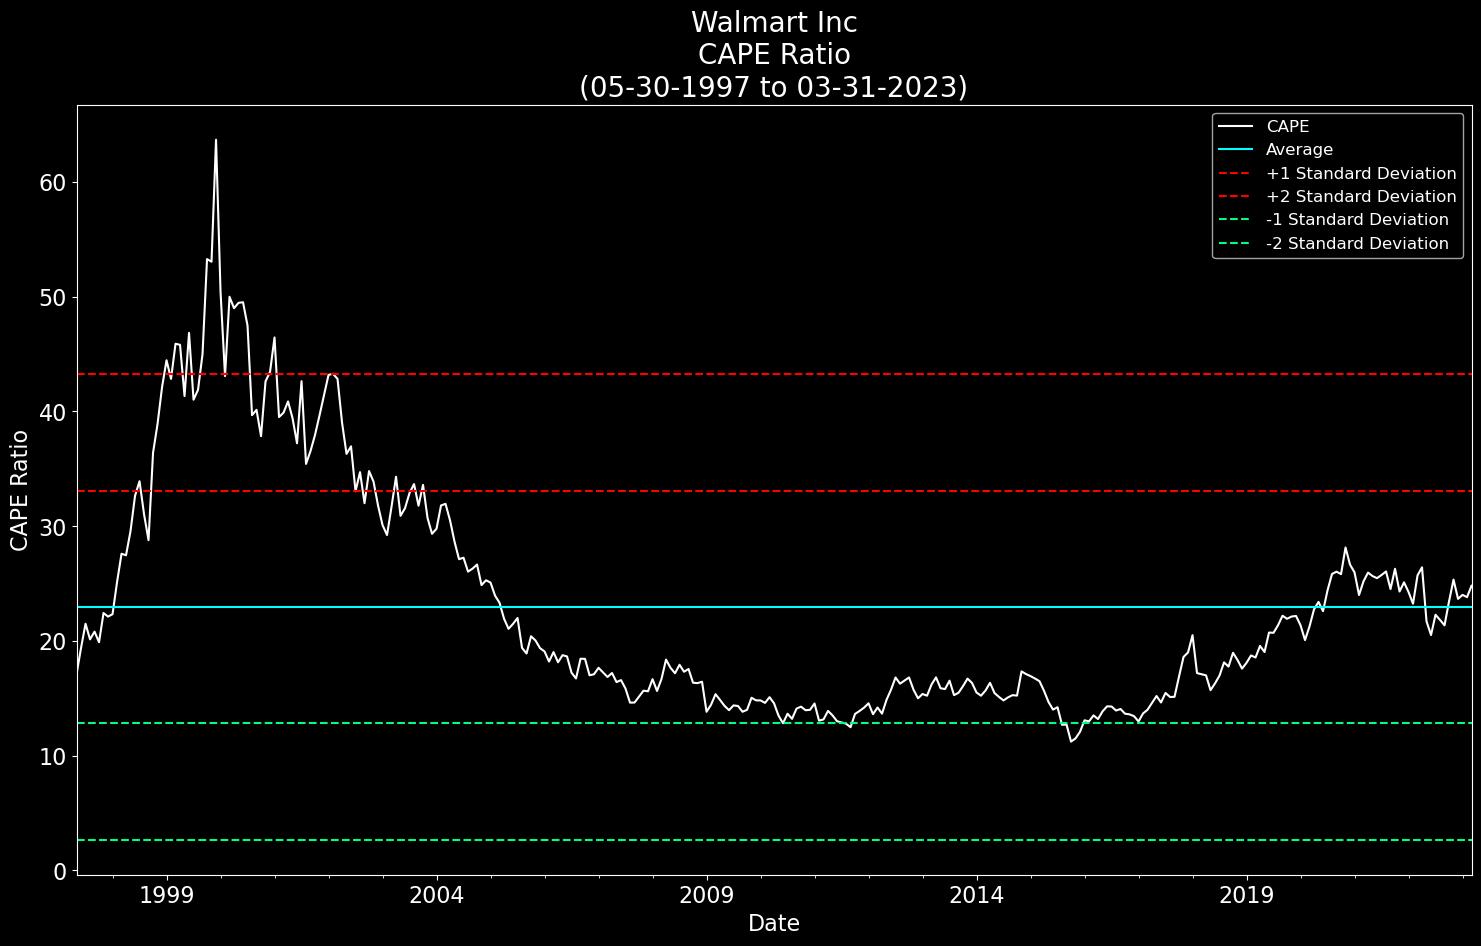 Walmart Inc
CAPE Ratio
(05-30-1997 to 03-31-2023)
CAPE
Average
+1 Standard Deviation
+2 Standard Deviation
-1 Standard Deviation
-2 Standard Deviation
CAPE Ratio
60
50
40
30
20
10
0
1999 2004 2009 2014 2019
Date